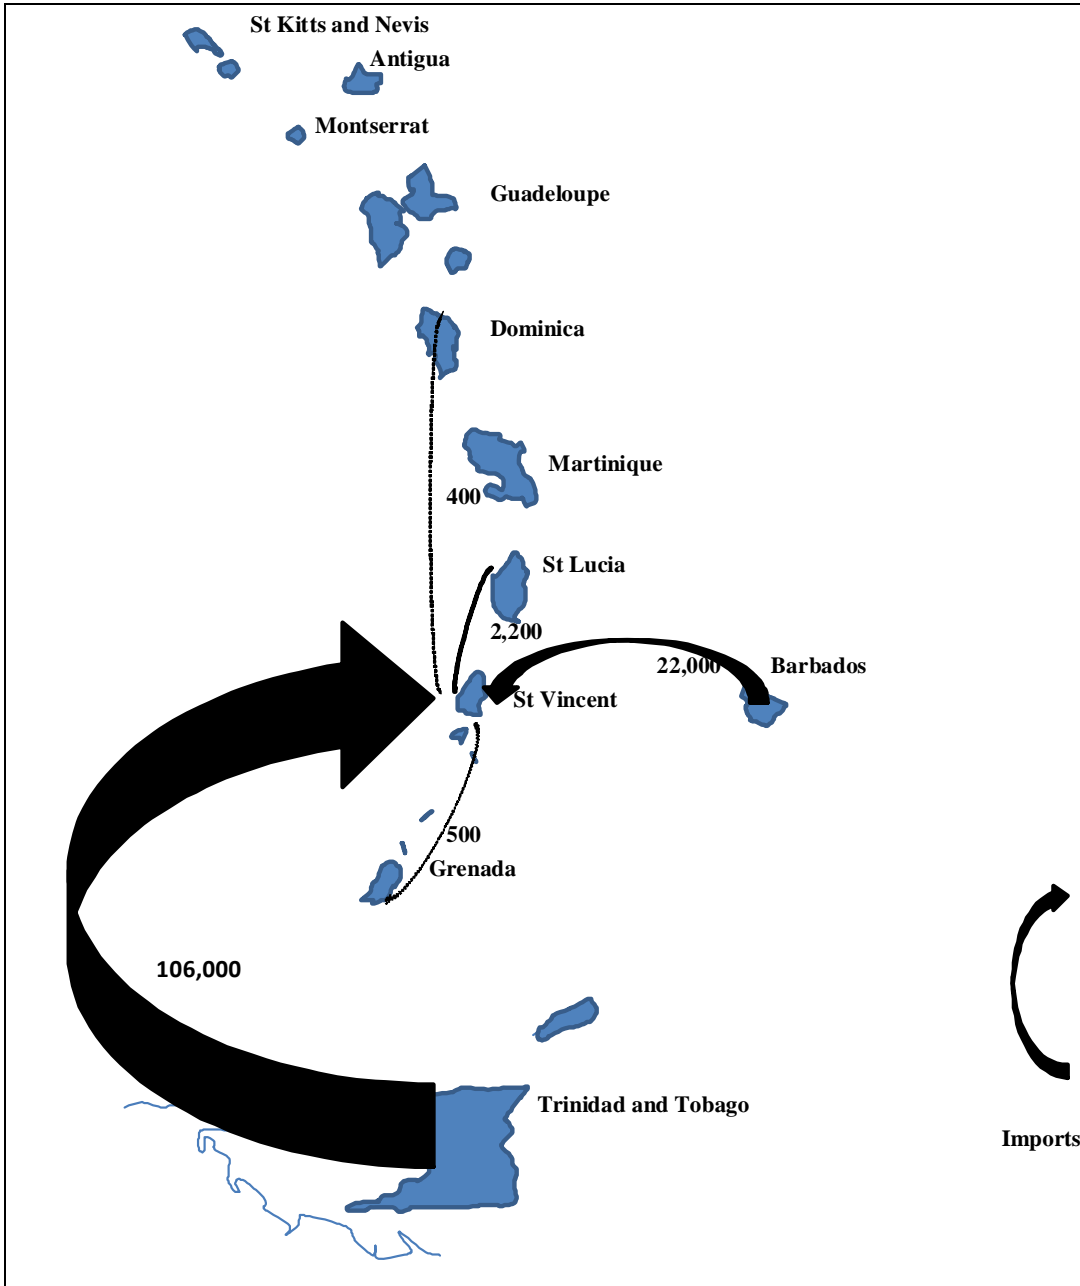 St Kitts and Nevis
Antigua
Montserrat
Guadeloupe
Dominica
Martinique
400
St Lucia
2,200
22,000
Barbados
St Vincent
500
Grenada
106,000
Trinidad and Tobago
Imports